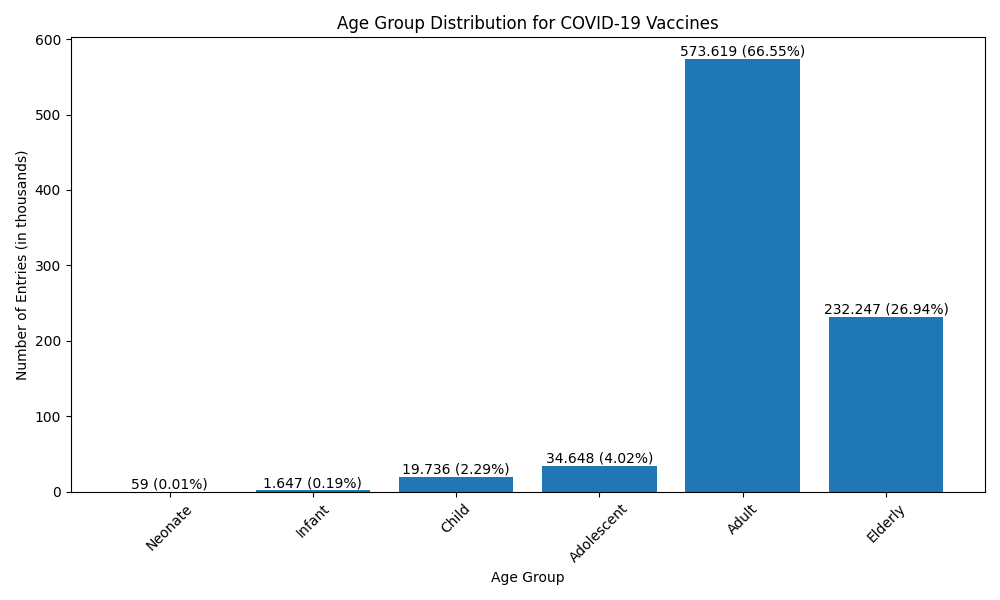 Age Group Distribution for COVID-19 Vaccines
Number of Entries (in thousands)
600
500
400
300
200
100
0
59 (0.01%)
1.647 (0.19%)
19.736 (2.29%)
34.648 (4.02%)
573.619 (66.55%)
232.247 (26.94%)
Neonate
Infant
Child
Adolescent
Adult
Elderly
Age Group